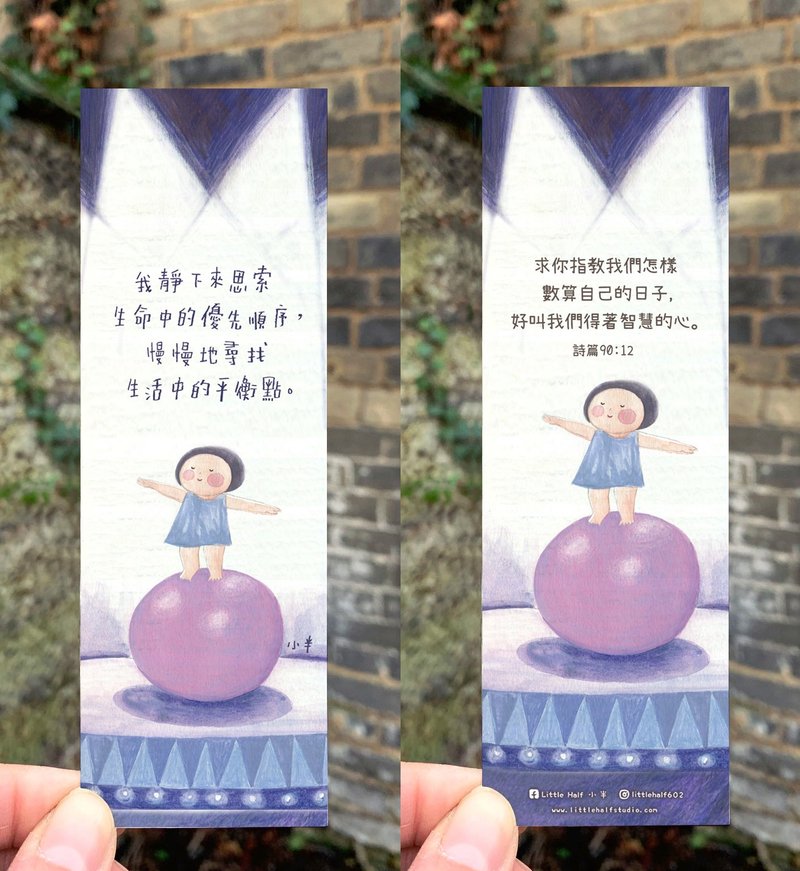 我靜下來思索
生命中的優先順序，
慢慢地尋找
生活中的平衡點。
小半
求你指教我們怎樣
數算自己的日子,
好叫我們得著智慧的心。
詩篇90:12
Little Half 小半 littlehalf602
www.littlehalfstudio.com